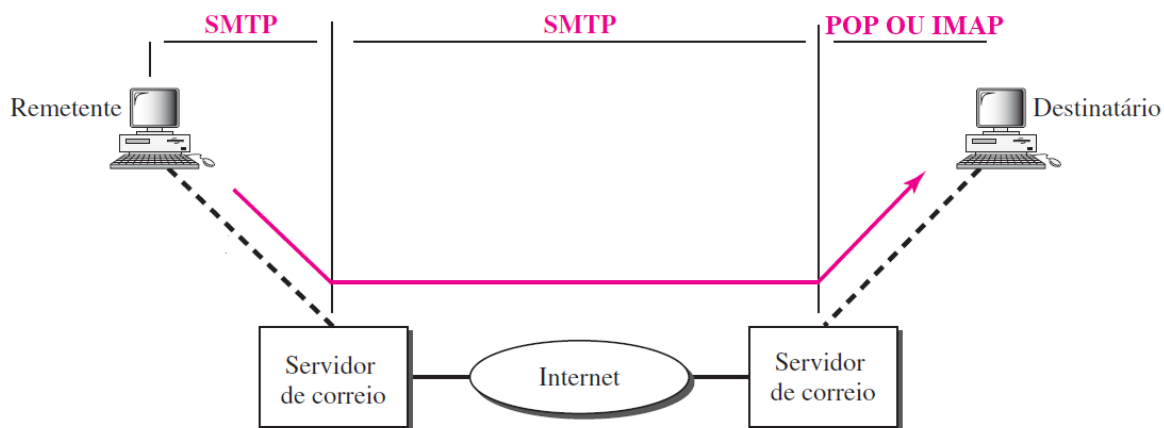 SMTP
SMTP
POP OU IMAP
Remetente
Destinatário
Servidor
de correio
Internet
Servidor
de correio